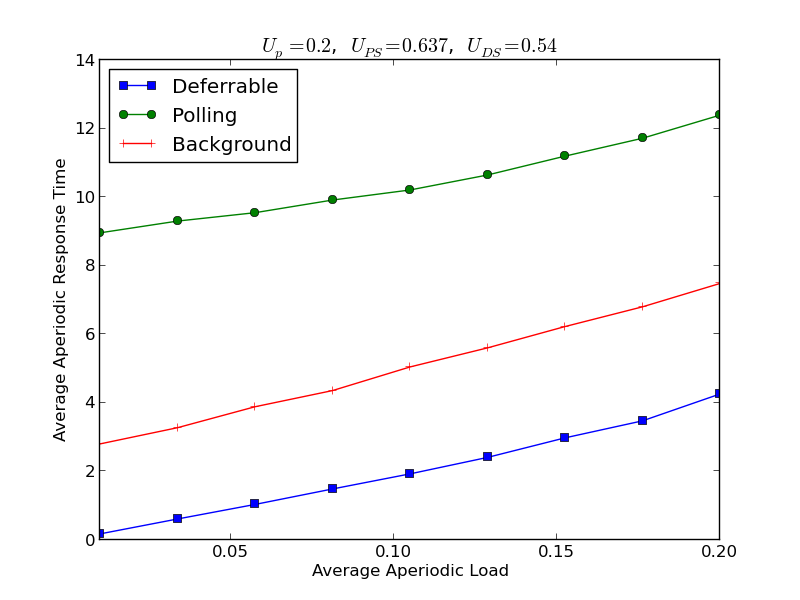 U_p = 0.2, U_PS = 0.637, U_DS = 0.54
Deferrable
Polling
Background
Average Aperiodic Response Time
14
12
10
8
6
4
2
0
0.05 0.10 0.15 0.20
Average Aperiodic Load